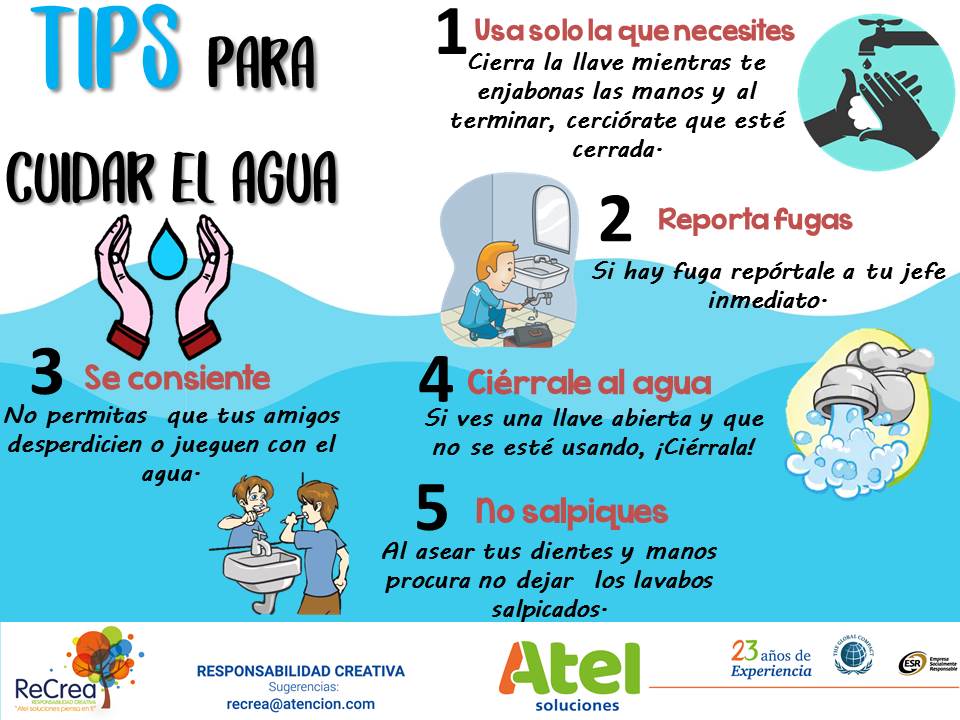 TIPS PARA
CUIDAR EL AGUA
1 Usa solo la que necesites
Cierra la llave mientras te
enjabonas las manos y al
terminar, cerciórate que esté
cerrada.
2 Reporta fugas
Si hay fuga repórtale a tu jefe
inmediato.
3 Se consiente
No permitas que tus amigos
desperdicien o jueguen con el
agua.
4 Ciérrale al agua
Si ves una llave abierta y que
no se esté usando, ¡Ciérrala!
5 No salpiques
Al asear tus dientes y manos
procura no dejar los lavabos
salpicados.
ReCrea
RESPONSABILIDAD CREATIVA
"Atel soluciones piensa en ti"
RESPONSABILIDAD CREATIVA
Sugerencias:
recrea@atencion.com
Atel
soluciones
23 años de
Experiencia
THE GLOBAL COMPACT
ESR
Empresa
Socialmente
Responsable